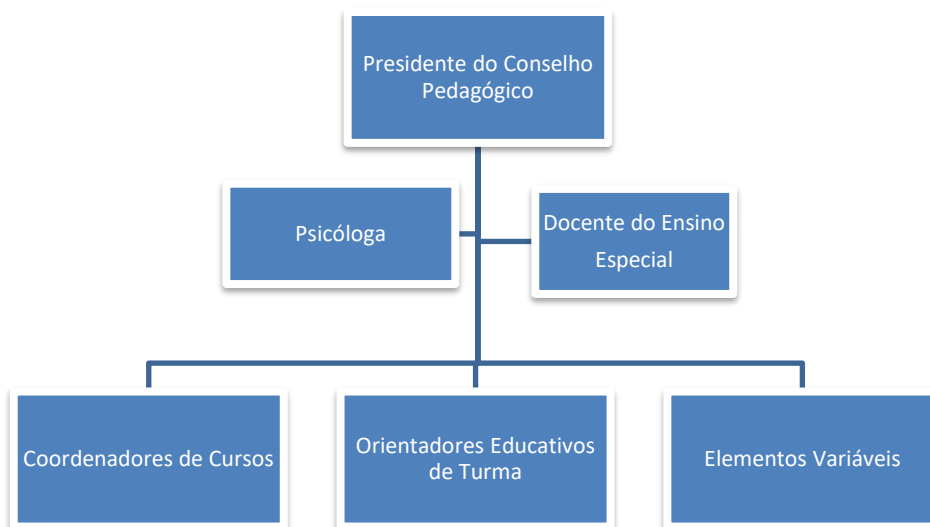 Presidente do Conselho
Pedagógico
Psicóloga
Docente do Ensino
Especial
Coordenadores de Cursos
Orientadores Educativos
de Turma
Elementos Variáveis